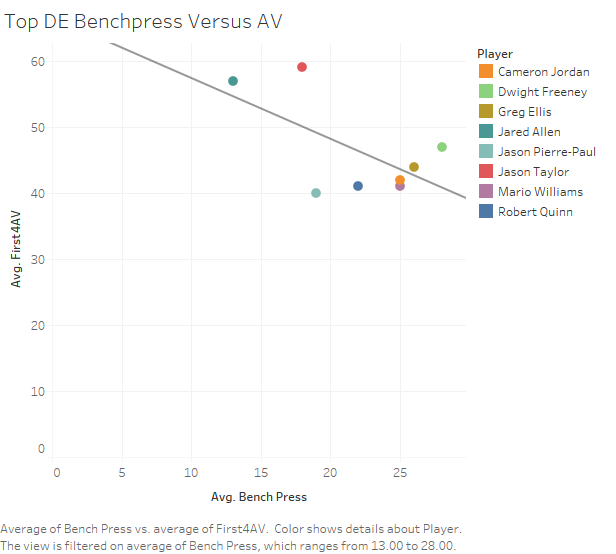 Top DE Benchpress Versus AV
Player
Cameron Jordan
Dwight Freeney
Greg Ellis
Jared Allen
Jason Pierre-Paul
Jason Taylor
Mario Williams
Robert Quinn
Avg. First4AV
60
50
40
30
20
10
0
0 5 10 15 20 25
Avg. Bench Press
Average of Bench Press vs. average of First4AV. Color shows details about Player.
The view is filtered on average of Bench Press, which ranges from 13.00 to 28.00.